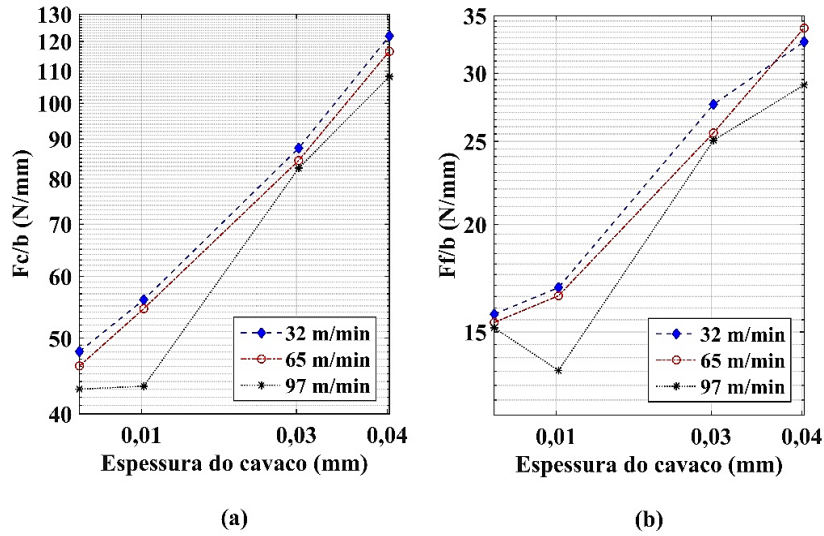 130
120
110
100
90
80
70
60
50
40
Fc/b (N/mm)
32 m/min
65 m/min
97 m/min
0,01
0,03
0,04
Espessura do cavaco (mm)
(a)
35
30
25
20
15
Ff/b (N/mm)
32 m/min
65 m/min
97 m/min
0,01
0,03
0,04
Espessura do cavaco (mm)
(b)